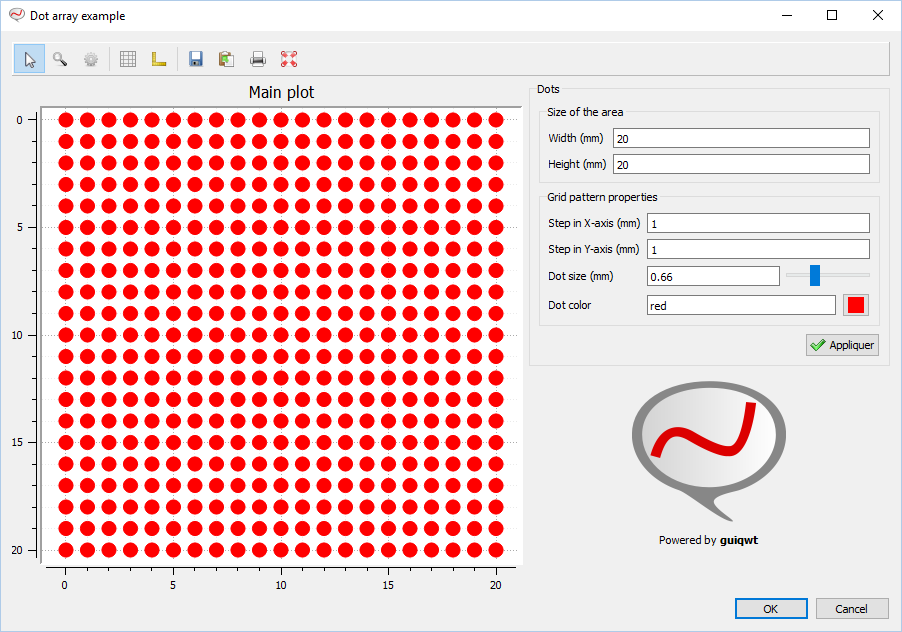 Dot array example
Main plot
0
5
10
15
20
0
5
10
15
20
Dots
Size of the area
Width (mm) 20
Height (mm) 20
Grid pattern properties
Step in X-axis (mm) 1
Step in Y-axis (mm) 1
Dot size (mm) 0.66
Dot color red
Appliquer
Powered by guiqwt
OK Cancel